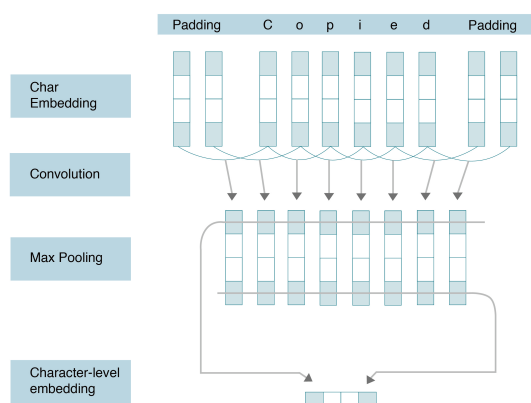 Padding C o p i e d Padding
Char
Embedding
Convolution
Max Pooling
Character-level
embedding